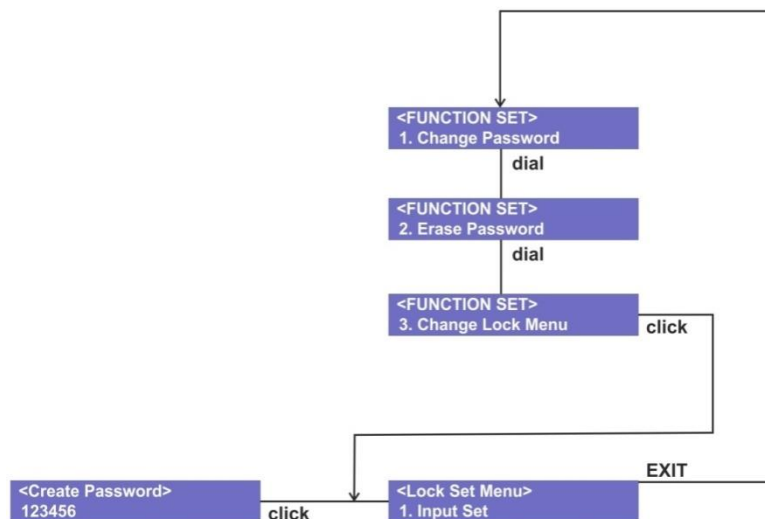 <FUNCTION SET>
1. Change Password
dial
<FUNCTION SET>
2. Erase Password
dial
<FUNCTION SET>
3. Change Lock Menu
click
EXIT
<Create Password>
123456
click
<Lock Set Menu>
1. Input Set